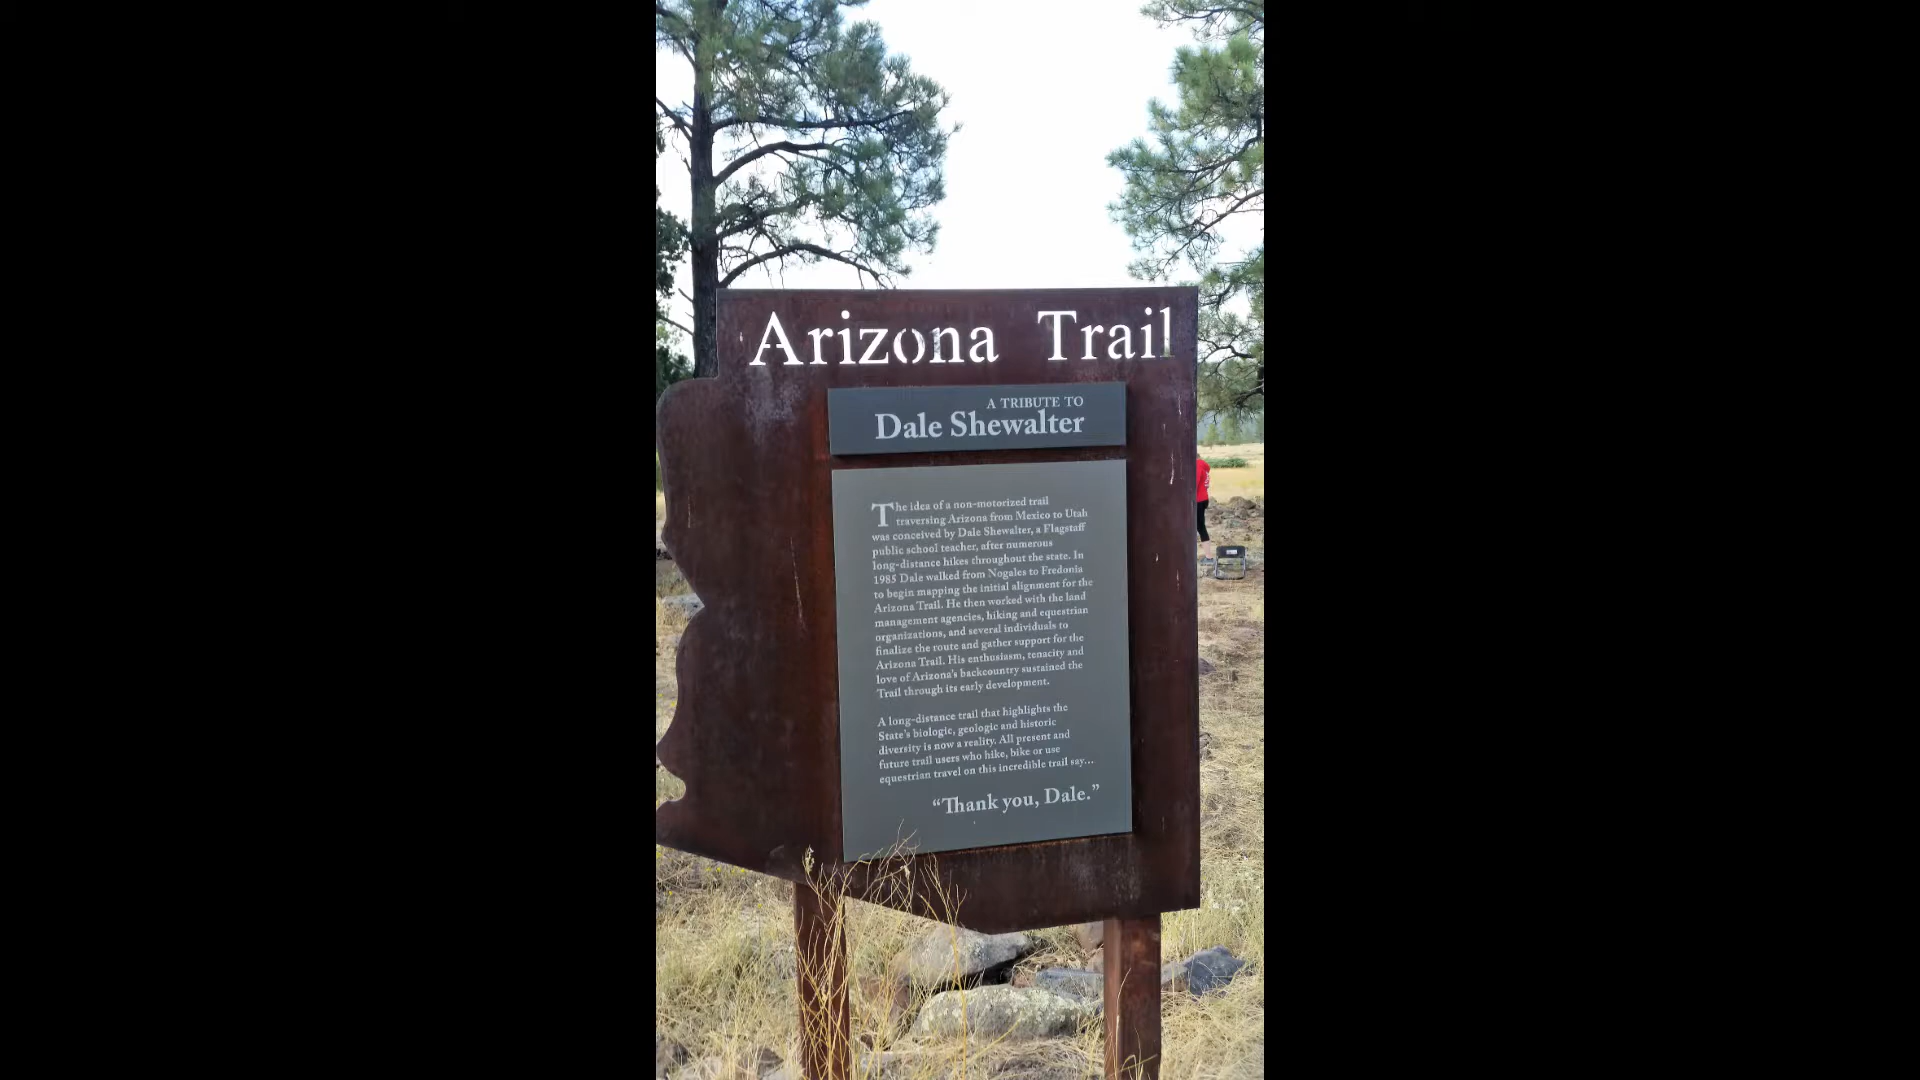 Arizona Trail
A TRIBUTE TO
Dale Shewalter
The idea of a non-motorized trail
traversing Arizona from Mexico to Utah
was conceived by Dale Shewalter, a Flagstaff
public school teacher, after numerous
long-distance hikes throughout the state. In
1985 Dale walked from Nogales to Fredonia
to begin mapping the initial alignment for the
Arizona Trail. He then worked with the land
management agencies, hiking and equestrian
organizations, and several individuals to
finalize the route and gather support for the
Arizona Trail. His enthusiasm, tenacity and
love of Arizona's backcountry sustained the
Trail through its early development.
A long-distance trail that highlights the
State's biologic, geologic and historic
diversity is now a reality. All present and
future trail users who hike, bike or use
equestrian travel on this incredible trail say...
“Thank you, Dale.”